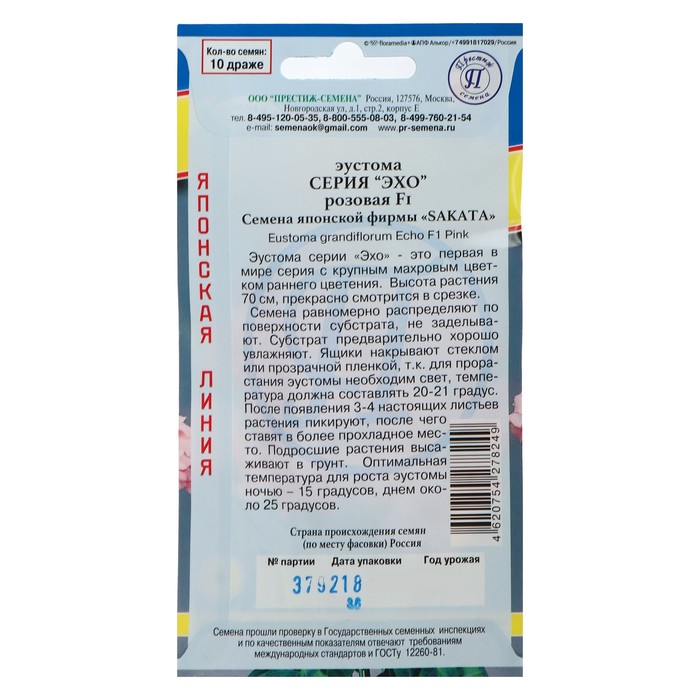 © "ЧП" floramedia+ АПФ Алькор/+74991817029/Россия
Кол-во семян:
10 драже
Престиж
П
семена
ООО "ПРЕСТИЖ-СЕМЕНА" Россия, 127576, Москва,
Новгородская ул, д.1, стр.2, корпус Е
тел. 8-495-120-05-35, 8-800-555-08-03, 8-499-760-21-54
e-mail: semenaok@gmail.com www.pr-semena.ru
ЯПОНСКАЯ ЛИНИЯ
эустома
СЕРИЯ "ЭХО"
розовая F1
Семена японской фирмы «SAKATA»
Eustoma grandiflorum Echo F1 Pink
Эустома серии «Эхо» - это первая в
мире серия с крупным махровым цвет-
ком раннего цветения. Высота растения
70 см, прекрасно смотрится в срезке.
Семена равномерно распределяют по
поверхности субстрата, не заделыва-
ют. Субстрат предварительно хорошо
увлажняют. Ящики накрывают стеклом
или прозрачной пленкой, т.к. для прора-
стания эустомы необходим свет, темпе-
ратура должна составлять 20-21 градус.
После появления 3-4 настоящих листьев
растения пикируют, после чего
ставят в более прохладное мес-
то. Подросшие растения выса-
живают в грунт. Оптимальная
температура для роста эустомы
ночью – 15 градусов, днем око-
ло 25 градусов.
4 620754 278249
Страна происхождения семян
(по месту фасовки) Россия
№ партии Дата упаковки Год урожая
379218
36
Семена прошли проверку в Государственных семенных инспекциях
и по качественным показателям отвечают требованиям
международных стандартов и ГОСТу 12260-81.